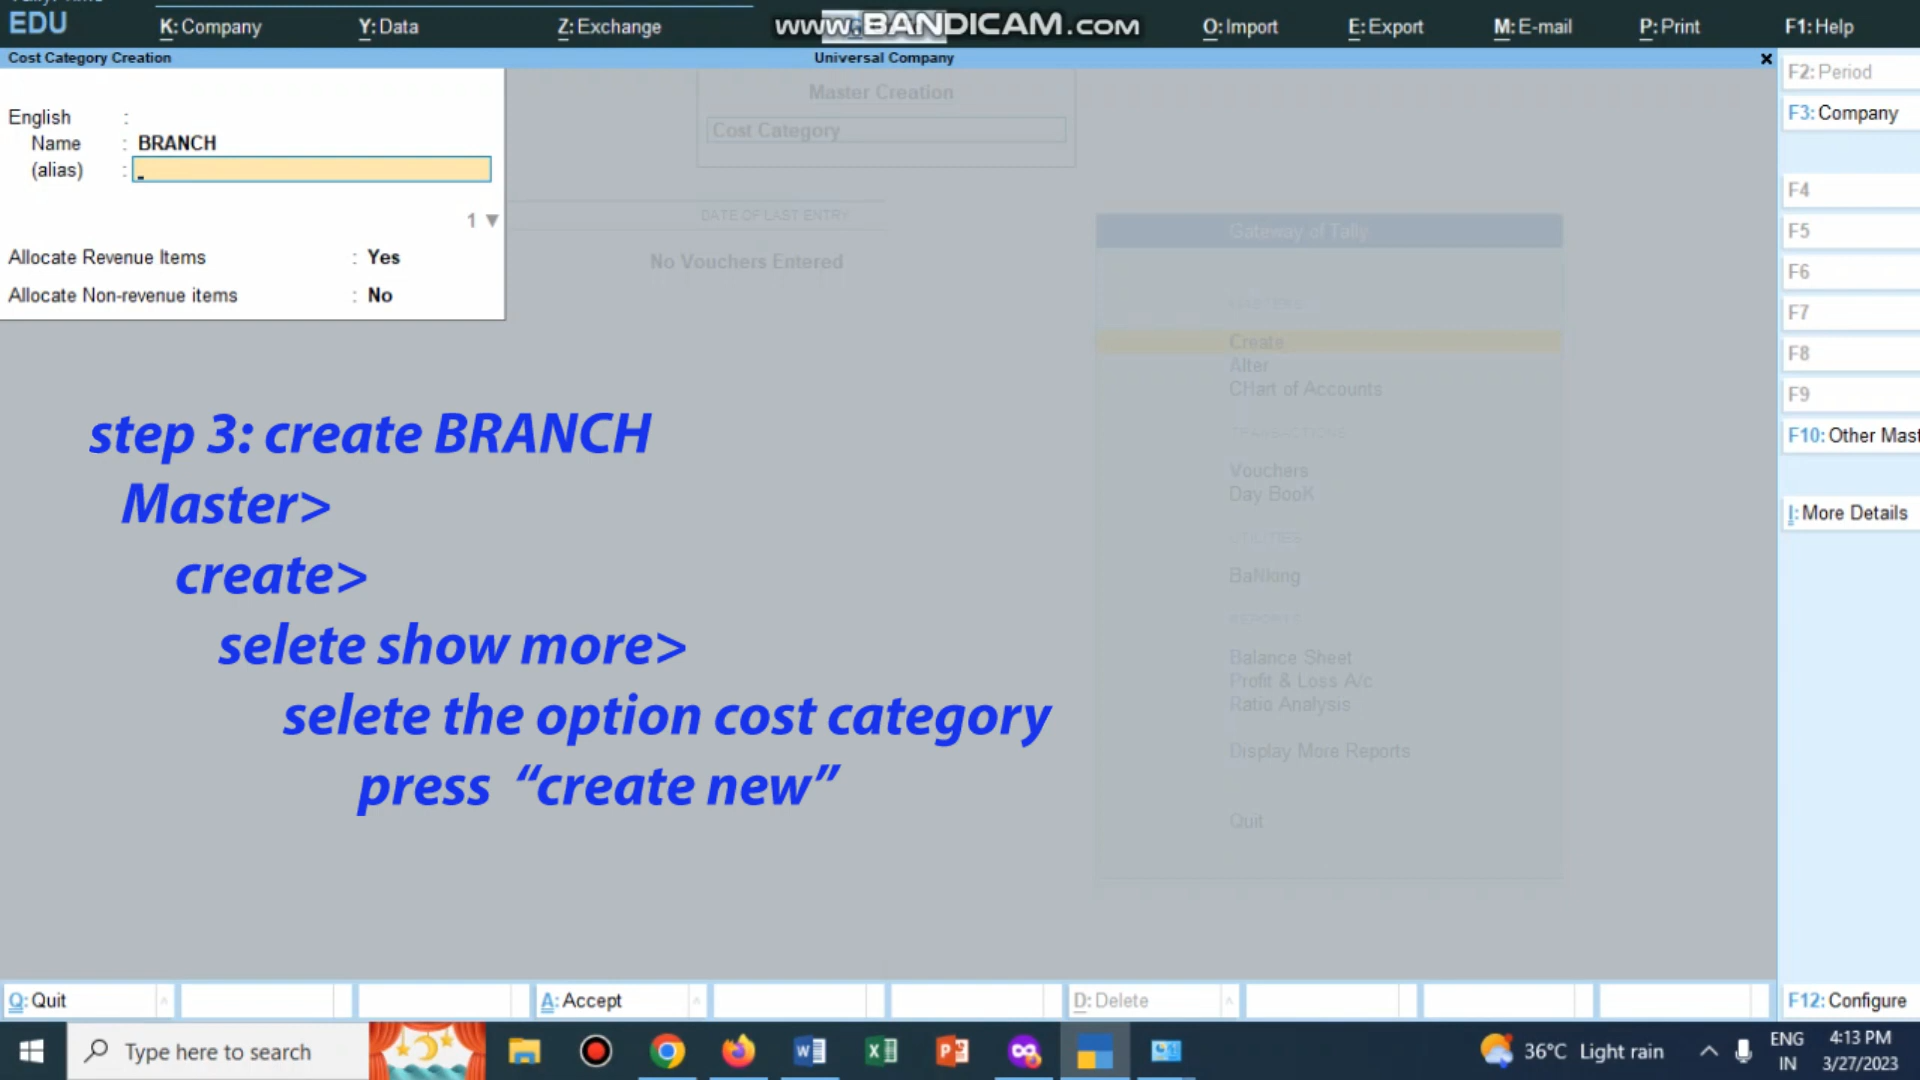 EDU
K: Company
Y: Data
Z: Exchange
www.BANDICAM.com
O: Import
E: Export
M: E-mail
P: Print
F1: Help
Cost Category Creation
Universal Company
F2: Period
F3: Company
Master Creation
Cost Category
English :
Name : BRANCH
(alias) :
1
Allocate Revenue Items : Yes
Allocate Non-revenue items : No
DATE OF LAST ENTRY
No Vouchers Entered
Gateway of Tally
MASTERS
Create
Alter
CHart of Accounts
TRANSACTIONS
Vouchers
Day BooK
UTILITIES
BaNking
REPORTS
Balance Sheet
Profit & Loss A/c
Ratio Analysis
Display More Reports
Quit
F4
F5
F6
F7
F8
F9
F10: Other Mast
I: More Details
step 3: create BRANCH
Master>
create>
selete show more>
selete the option cost category
press “create new”
Q: Quit
A: Accept
D: Delete
F12: Configure
Type here to search
36°C Light rain
ENG
IN
4:13 PM
3/27/2023